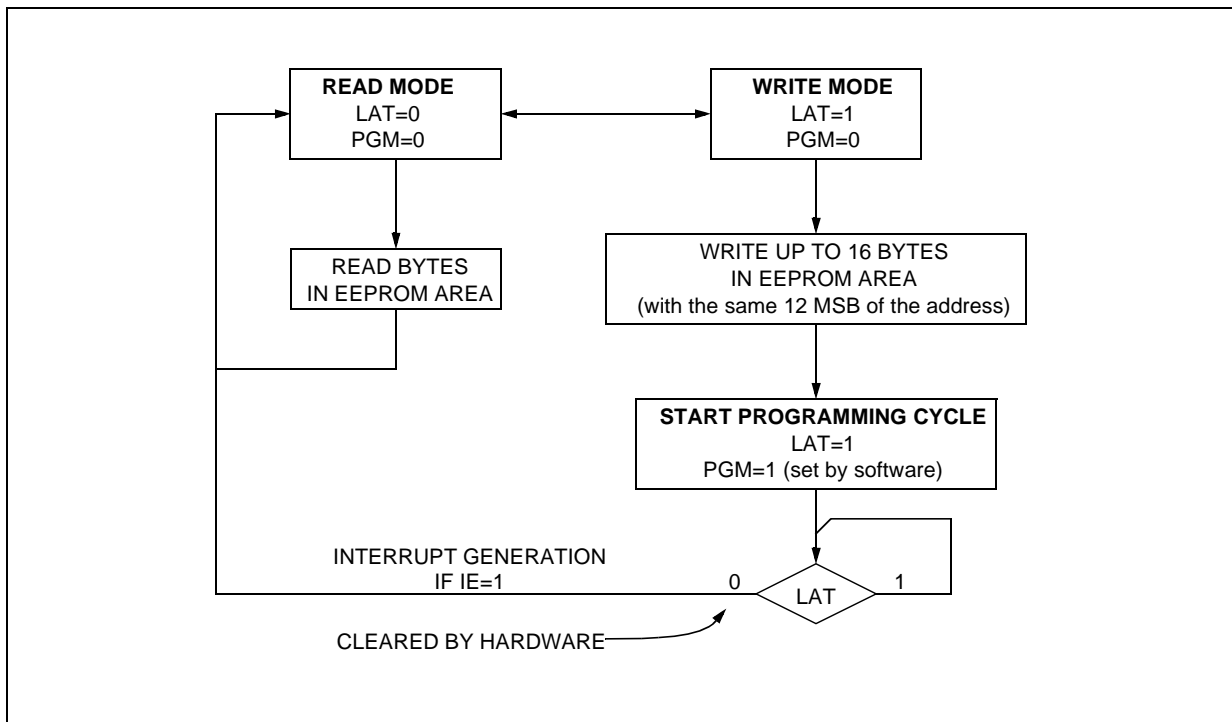 READ MODE
LAT=0
PGM=0
WRITE MODE
LAT=1
PGM=0
READ BYTES
IN EEPROM AREA
WRITE UP TO 16 BYTES
IN EEPROM AREA
(with the same 12 MSB of the address)
START PROGRAMMING CYCLE
LAT=1
PGM=1 (set by software)
INTERRUPT GENERATION
IF IE=1
0
LAT
1
CLEARED BY HARDWARE